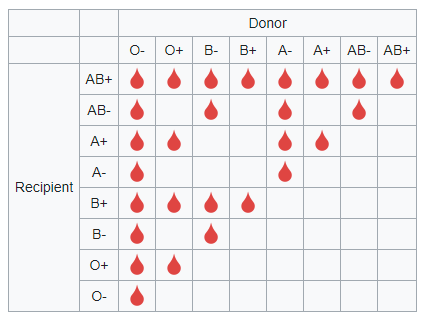 Donor
O- O+ B- B+ A- A+ AB- AB+
AB+
AB-
A+
A-
Recipient
B+
B-
O+
O-